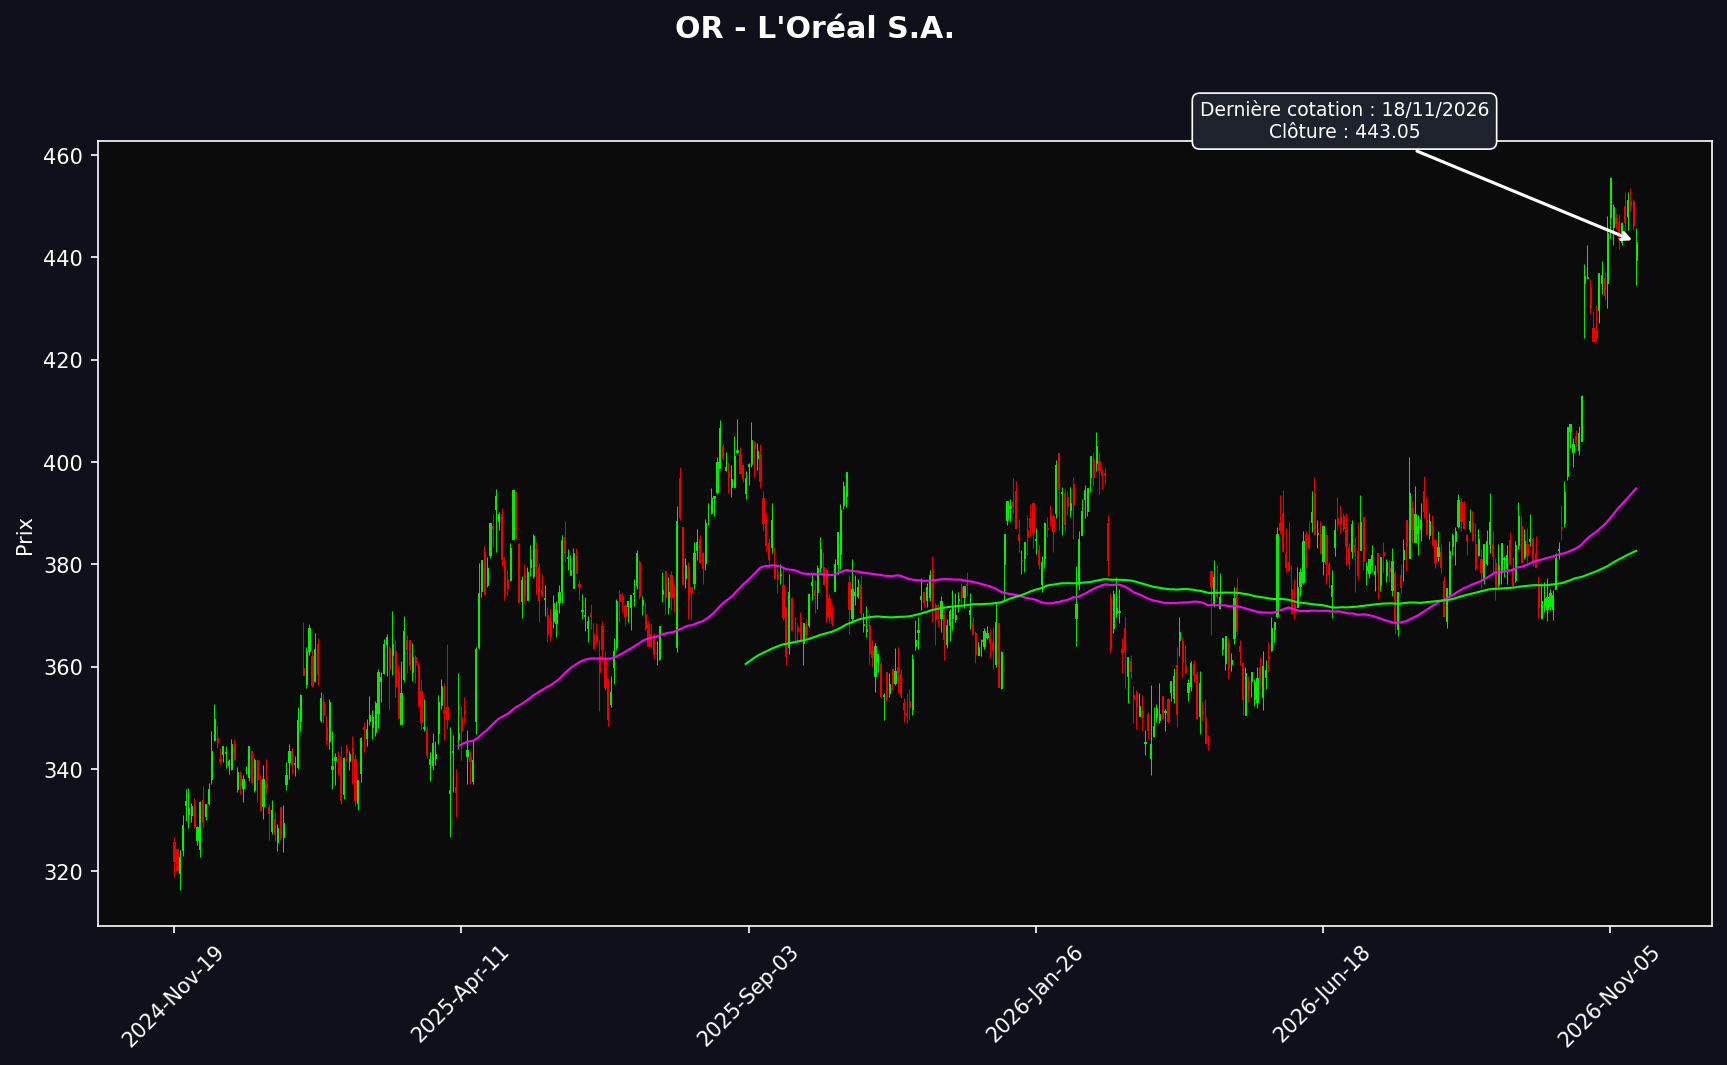 OR - L'Oréal S.A.
Dernière cotation : 18/11/2026
Clôture : 443.05
460
440
420
400
380
360
340
320
Prix
2024-Nov-19
2025-Apr-11
2025-Sep-03
2026-Jan-26
2026-Jun-18
2026-Nov-05